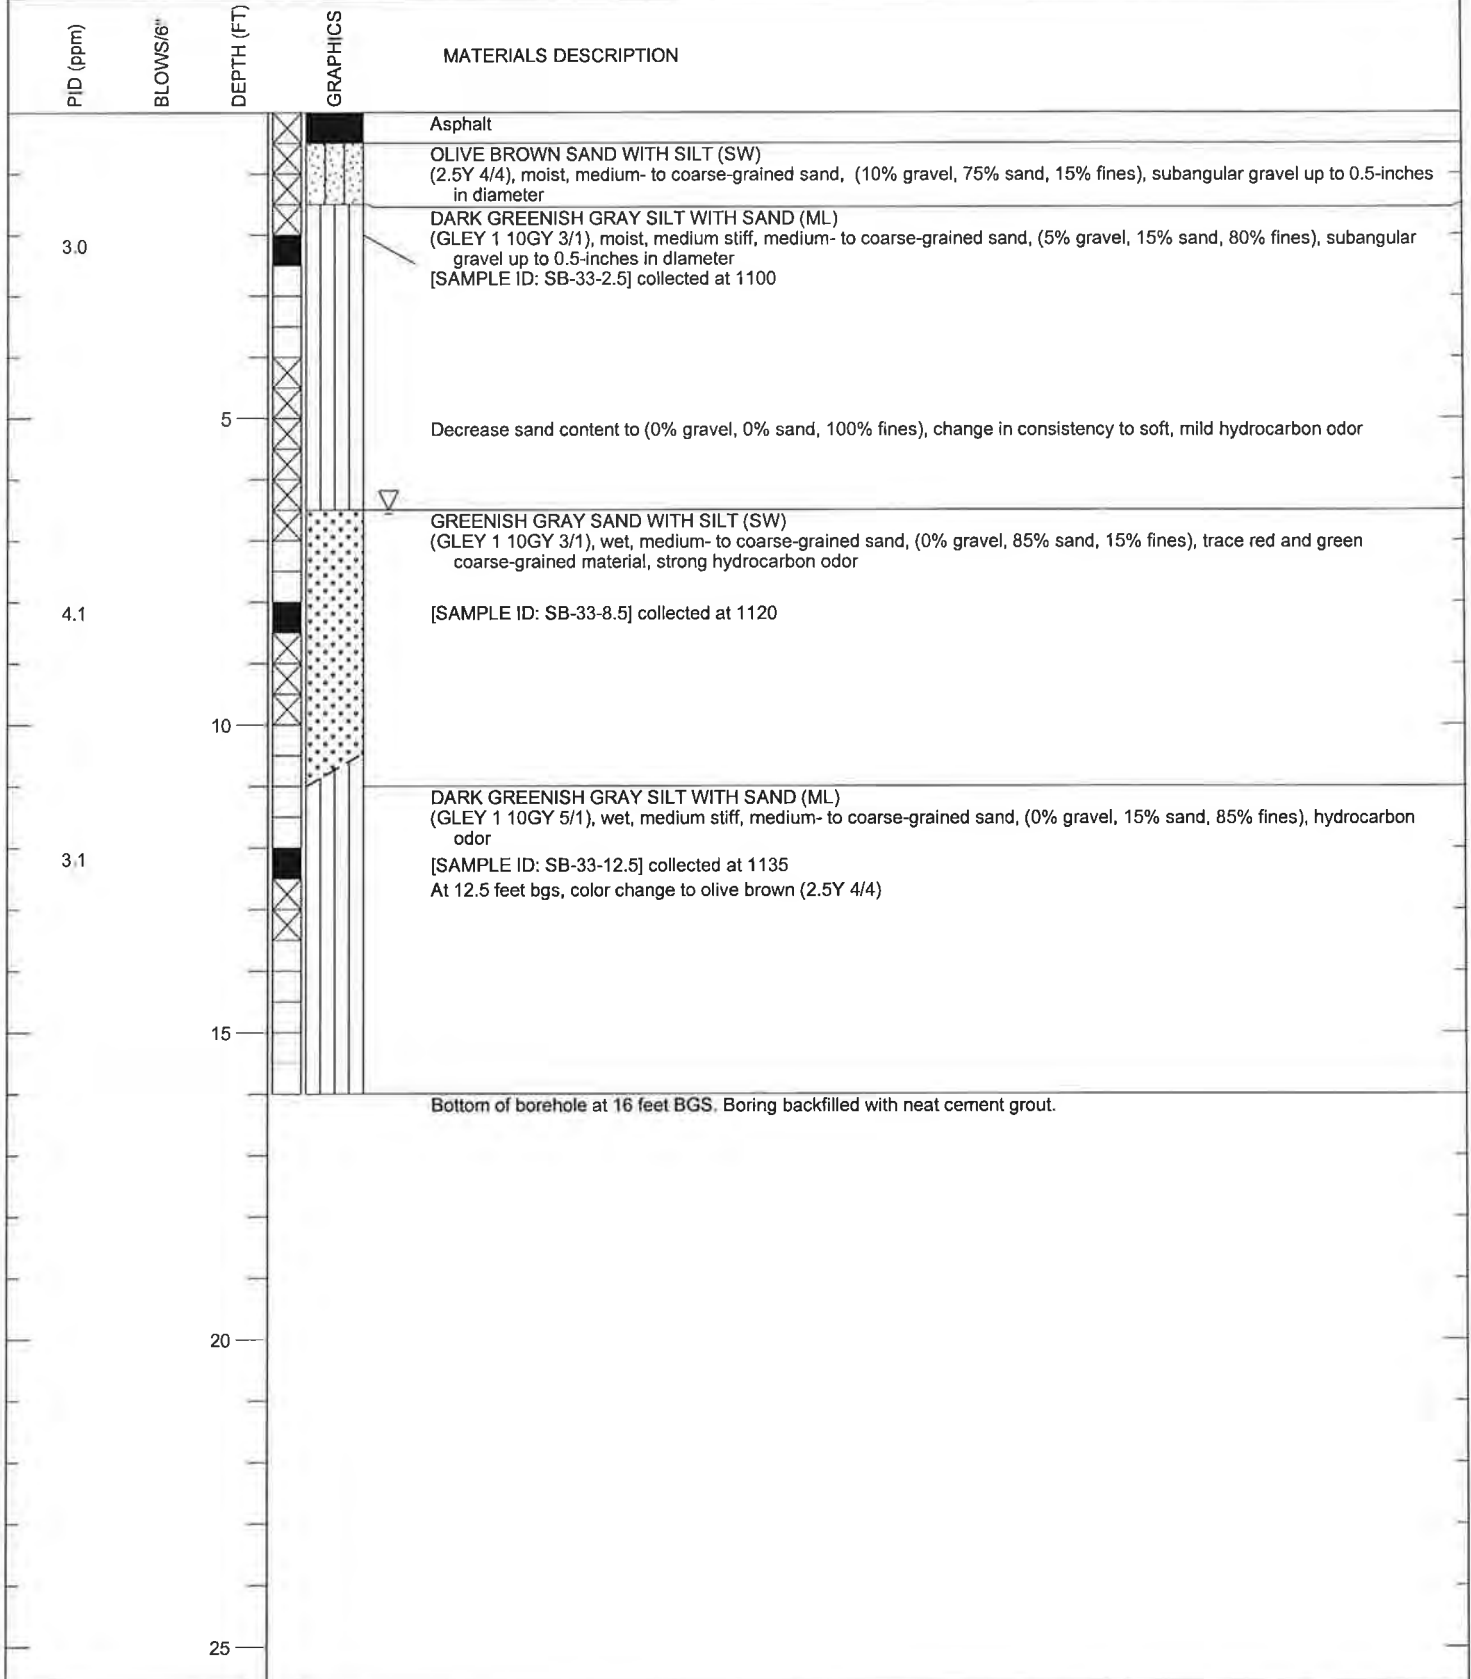 PID (ppm)
BLOWS/6"
DEPTH (FT)
GRAPHICS
MATERIALS DESCRIPTION
Asphalt
OLIVE BROWN SAND WITH SILT (SW)
(2.5Y 4/4), moist, medium- to coarse-grained sand, (10% gravel, 75% sand, 15% fines), subangular gravel up to 0.5-inches
in diameter
DARK GREENISH GRAY SILT WITH SAND (ML)
3.0
(GLEY 1 10GY 3/1), moist, medium stiff, medium- to coarse-grained sand, (5% gravel, 15% sand, 80% fines), subangular
gravel up to 0.5-inches in diameter
[SAMPLE ID: SB-33-2.5] collected at 1100
5
Decrease sand content to (0% gravel, 0% sand, 100% fines), change in consistency to soft, mild hydrocarbon odor
GREENISH GRAY SAND WITH SILT (SW)
(GLEY 1 10GY 3/1), wet, medium- to coarse-grained sand, (0% gravel, 85% sand, 15% fines), trace red and green
coarse-grained material, strong hydrocarbon odor
4.1
[SAMPLE ID: SB-33-8.5] collected at 1120
10
DARK GREENISH GRAY SILT WITH SAND (ML)
(GLEY 1 10GY 5/1), wet, medium stiff, medium- to coarse-grained sand, (0% gravel, 15% sand, 85% fines), hydrocarbon
odor
3.1
[SAMPLE ID: SB-33-12.5] collected at 1135
At 12.5 feet bgs, color change to olive brown (2.5Y 4/4)
15
Bottom of borehole at 16 feet BGS. Boring backfilled with neat cement grout.
20
25